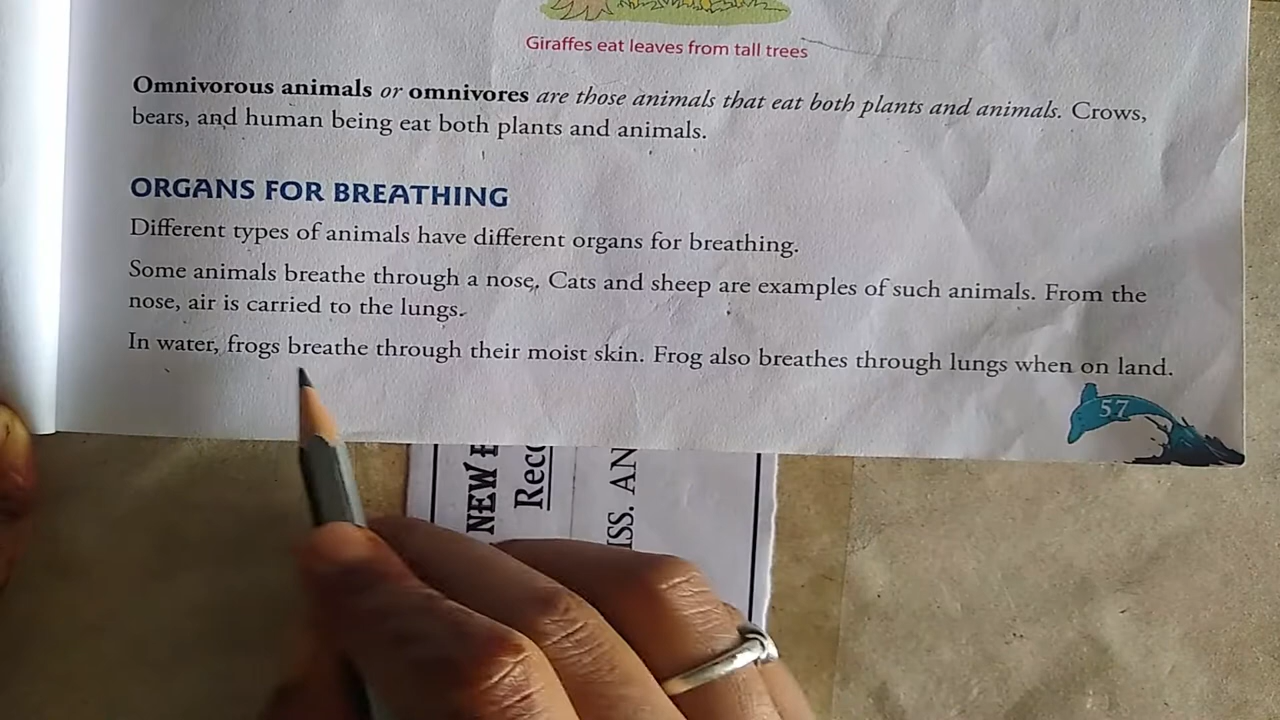 Giraffes eat leaves from tall trees
Omnivorous animals or omnivores are those animals that eat both plants and animals. Crows,
bears, and human being eat both plants and animals.
ORGANS FOR BREATHING
Different types of animals have different organs for breathing.
Some animals breathe through a nose. Cats and sheep are examples of such animals. From the
nose, air is carried to the lungs.
In water, frogs breathe through their moist skin. Frog also breathes through lungs when on land.
57
NEW